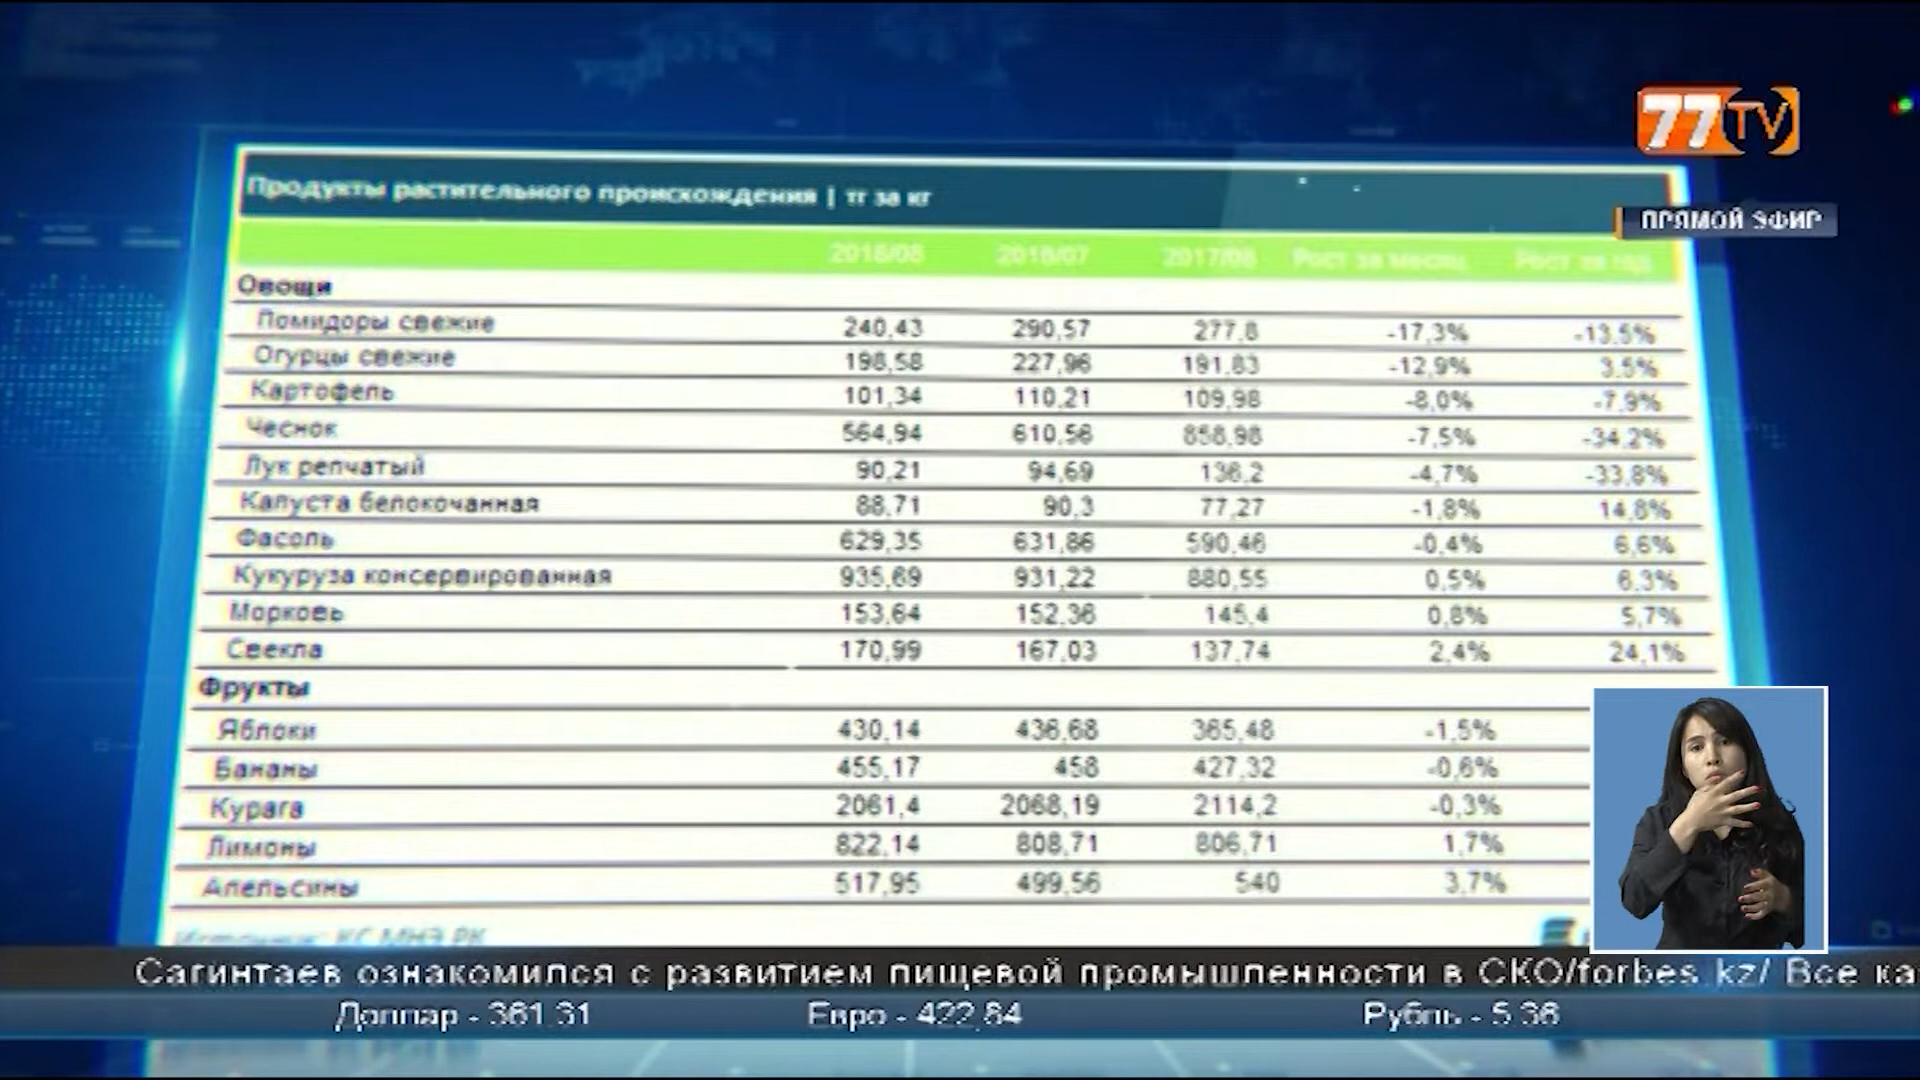 77TV
ПРЯМОЙ ЭФИР
Продукты растительного происхождения | тг за кг
2018/08 2018/07 2017/08 Рост за месяц Рост за год
Овощи
Помидоры свежие 240,43 290,57 277,8 -17,3% -13,5%
Огурцы свежие 198,58 227,96 191,83 -12,9% 3,5%
Картофель 101,34 110,21 109,98 -8,0% -7,9%
Чеснок 564,94 610,56 858,98 -7,5% -34,2%
Лук репчатый 90,21 94,69 136,2 -4,7% -33,8%
Капуста белокочанная 88,71 90,3 77,27 -1,8% 14,8%
Фасоль 629,35 631,86 590,46 -0,4% 6,6%
Кукуруза консервированная 935,69 931,22 880,55 0,5% 6,3%
Морковь 153,64 152,36 145,4 0,8% 5,7%
Свекла 170,99 167,03 137,74 2,4% 24,1%
Фрукты
Яблоки 430,14 436,68 365,48 -1,5%
Бананы 455,17 458 427,32 -0,6%
Курага 2061,4 2068,19 2114,2 -0,3%
Лимоны 822,14 808,71 806,71 1,7%
Апельсины 517,95 499,56 540 3,7%
Источник: КС МНЭ РК
Сагинтаев ознакомился с развитием пищевой промышленности в СКО/forbes.kz/ Все ка
Доллар - 361,31 Евро - 422,84 Рубль - 5,36